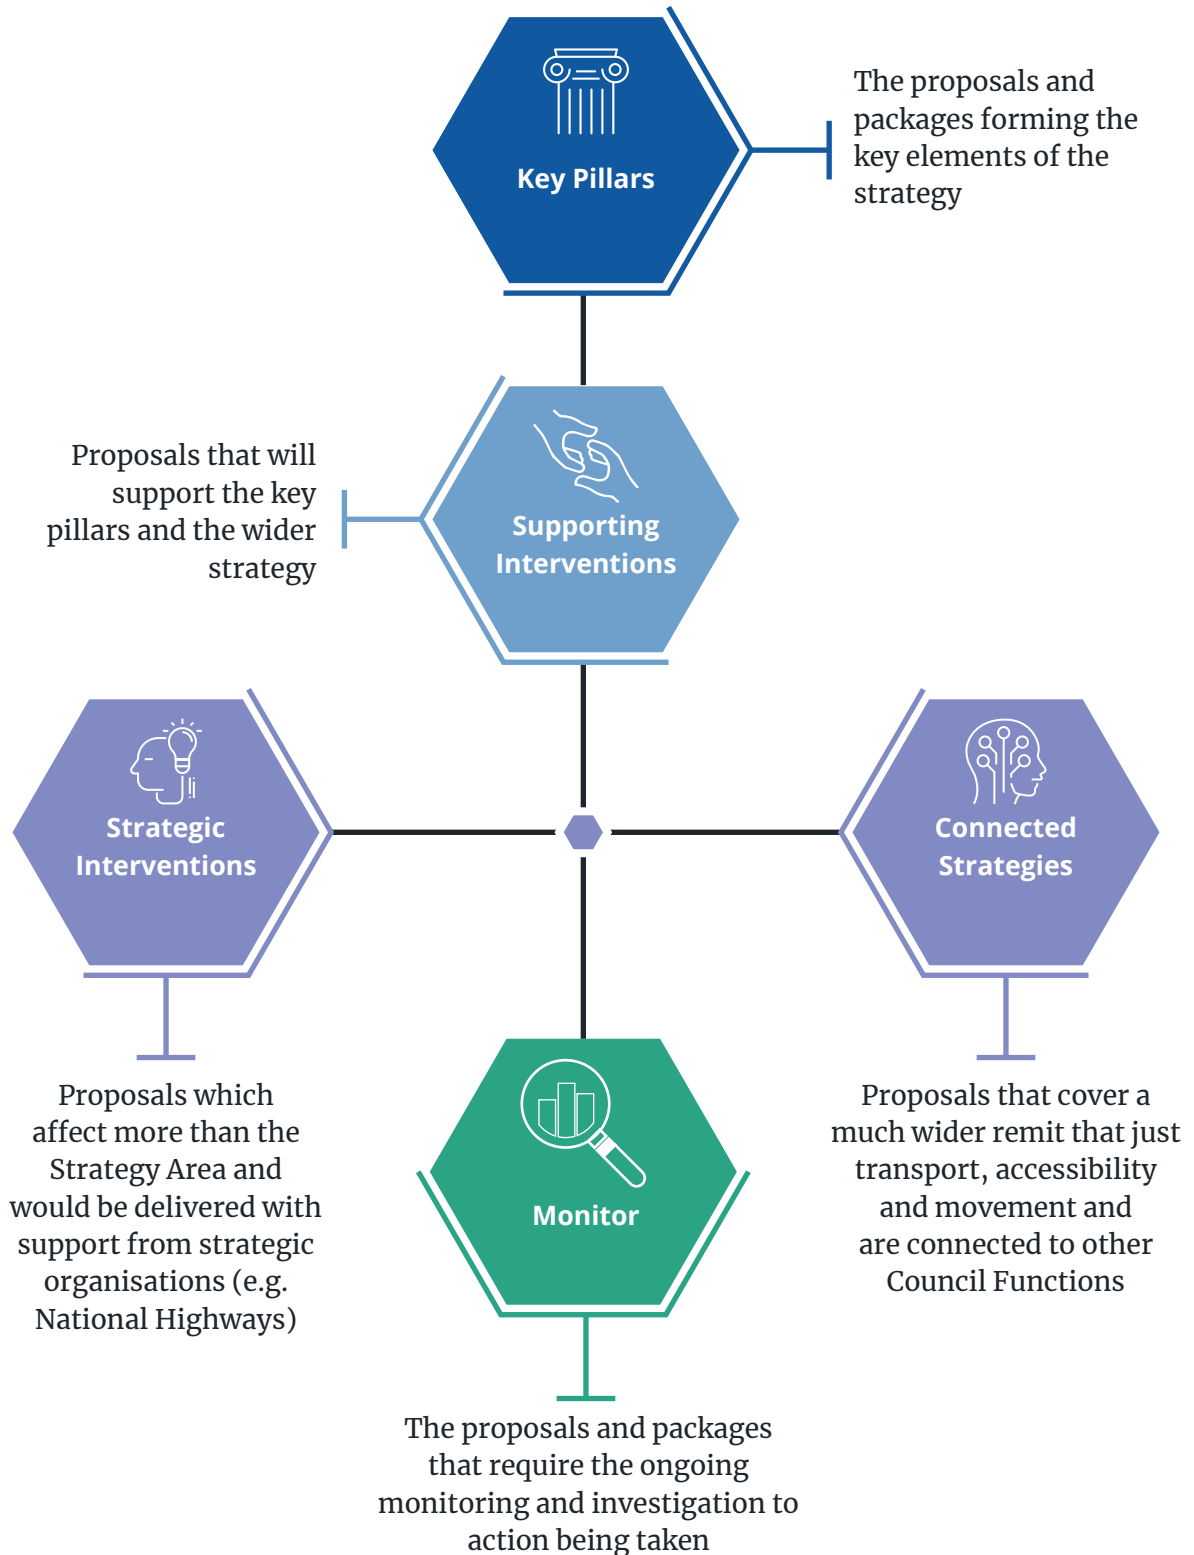 Key Pillars
The proposals and
packages forming the
key elements of the
strategy
Proposals that will
support the key
pillars and the wider
strategy
Supporting
Interventions
Strategic
Interventions
Connected
Strategies
Proposals which
affect more than the
Strategy Area and
would be delivered with
support from strategic
organisations (e.g.
National Highways)
Proposals that cover a
much wider remit that just
transport, accessibility
and movement and
are connected to other
Council Functions
Monitor
The proposals and packages
that require the ongoing
monitoring and investigation to
action being taken